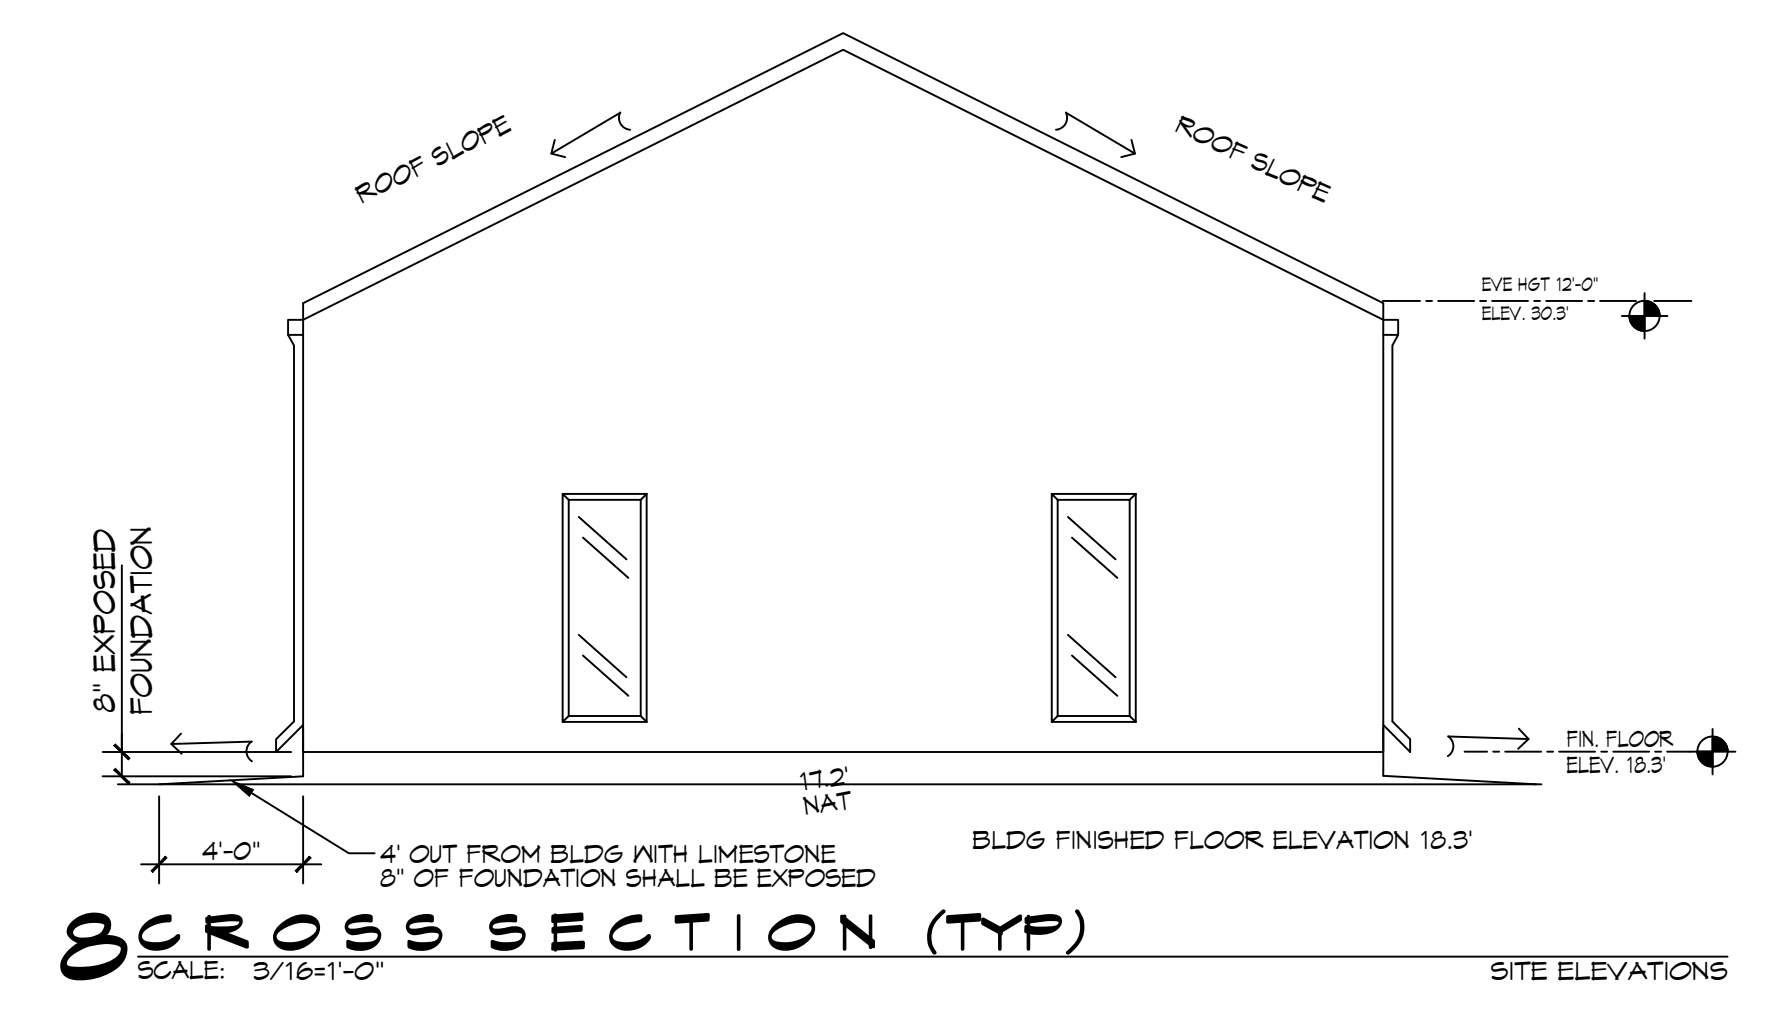 ROOF SLOPE
ROOF SLOPE
EVE HGT 12'-0"
ELEV. 30.3'
8" EXPOSED
FOUNDATION
FIN. FLOOR
ELEV. 18.3'
17.2'
NAT
BLDG FINISHED FLOOR ELEVATION 18.3'
4'-0"
4' OUT FROM BLDG WITH LIMESTONE
8" OF FOUNDATION SHALL BE EXPOSED
8 CROSS SECTION (TYP)
SCALE: 3/16=1'-0"
SITE ELEVATIONS